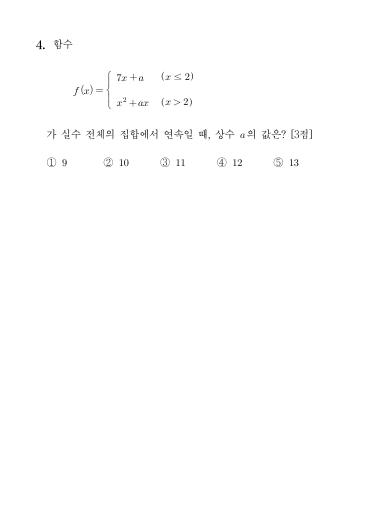 4. 함수
f(x) = { 7x+a (x ≤ 2)
x²+ax (x > 2)
가 실수 전체의 집합에서 연속일 때, 상수 a의 값은? [3점]
① 9 ② 10 ③ 11 ④ 12 ⑤ 13